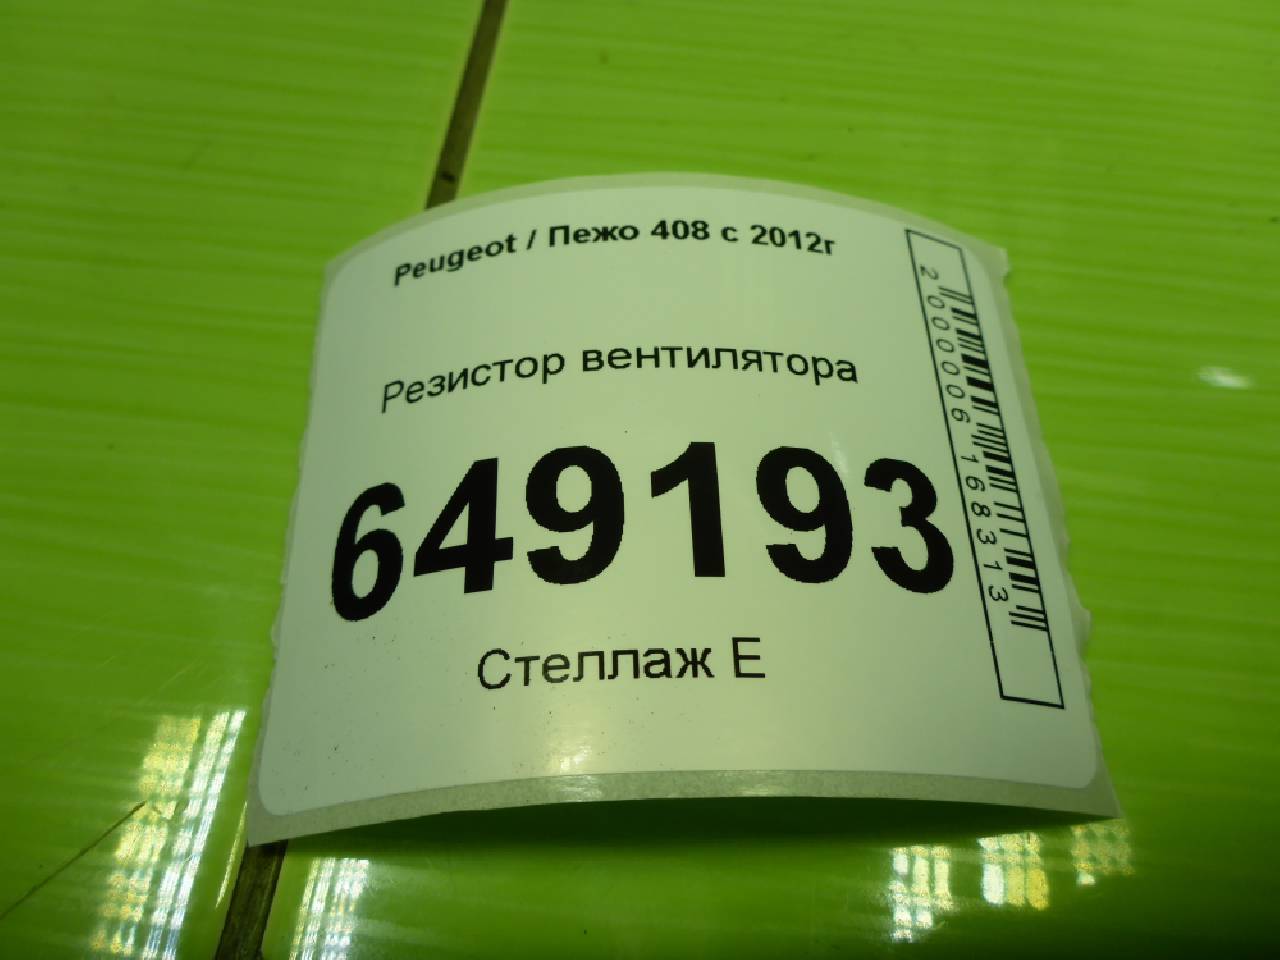 Peugeot / Пежо 408 с 2012г
Резистор вентилятора
649193
Стеллаж Е
2000006168313